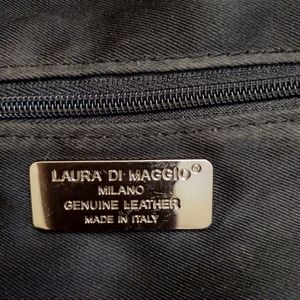 LAURA DI MAGGIO®
MILANO
GENUINE LEATHER
MADE IN ITALY